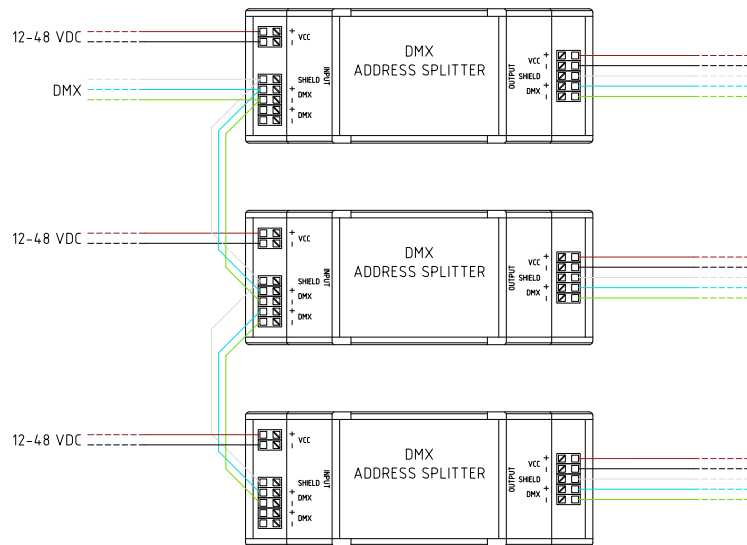 12-48 VDC
+
VCC
-
DMX
ADDRESS SPLITTER
INPUT
SHIELD
+
DMX
-
+
DMX
-
DMX
OUTPUT
+
VCC
-
SHIELD
+
DMX
-
12-48 VDC
+
VCC
-
DMX
ADDRESS SPLITTER
INPUT
SHIELD
+
DMX
-
+
DMX
-
OUTPUT
+
VCC
-
SHIELD
+
DMX
-
12-48 VDC
+
VCC
-
DMX
ADDRESS SPLITTER
INPUT
SHIELD
+
DMX
-
+
DMX
-
OUTPUT
+
VCC
-
SHIELD
+
DMX
-